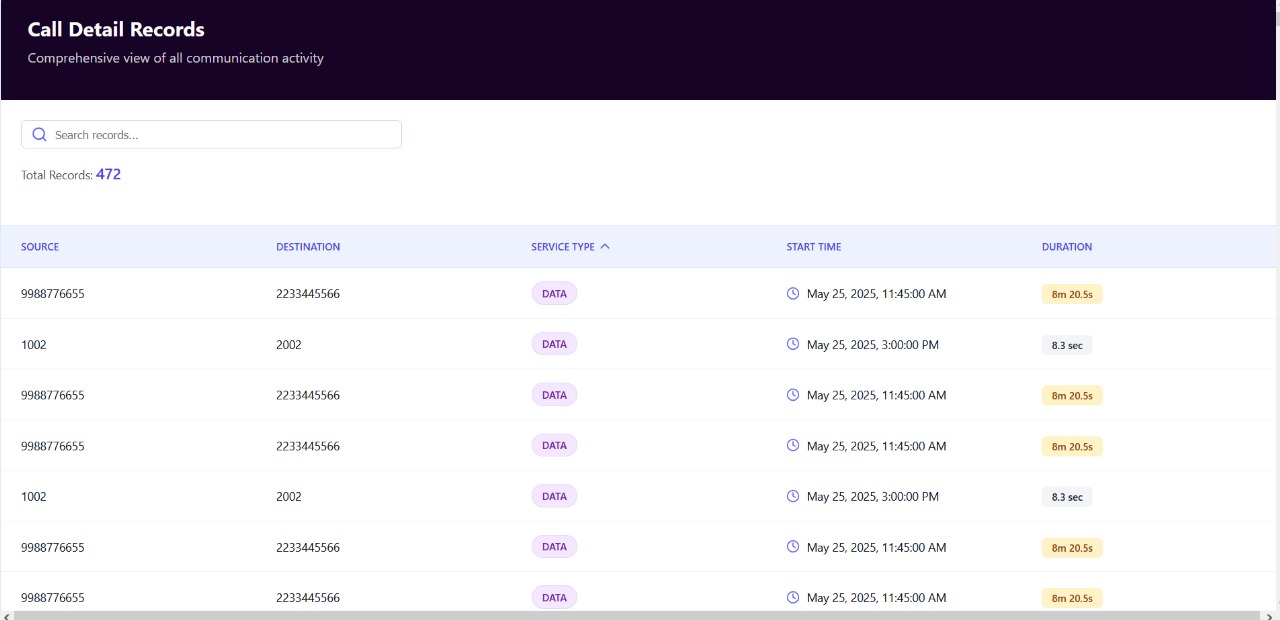 Call Detail Records
Comprehensive view of all communication activity
Search records...
Total Records: 472
SOURCE DESTINATION SERVICE TYPE START TIME DURATION
9988776655 2233445566 DATA May 25, 2025, 11:45:00 AM 8m 20.5s
1002 2002 DATA May 25, 2025, 3:00:00 PM 8.3 sec
9988776655 2233445566 DATA May 25, 2025, 11:45:00 AM 8m 20.5s
9988776655 2233445566 DATA May 25, 2025, 11:45:00 AM 8m 20.5s
1002 2002 DATA May 25, 2025, 3:00:00 PM 8.3 sec
9988776655 2233445566 DATA May 25, 2025, 11:45:00 AM 8m 20.5s
9988776655 2233445566 DATA May 25, 2025, 11:45:00 AM 8m 20.5s